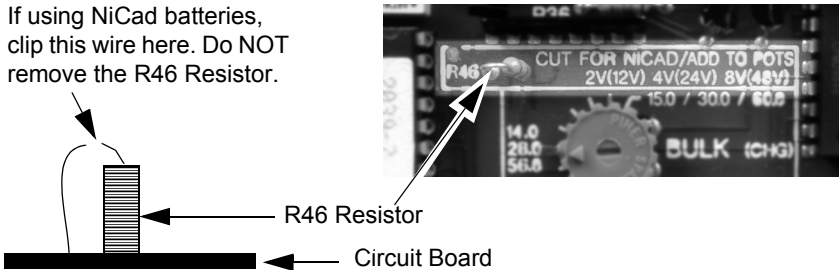 If using NiCad batteries,
clip this wire here. Do NOT
remove the R46 Resistor.
R46
CUT FOR NICAD/ADD TO POTS
2V(12V) 4V(24V) 8V(48V)
15.0 / 30.0 / 60.0
14.0
28.0
56.0
BULK (CHG)
R46 Resistor
Circuit Board